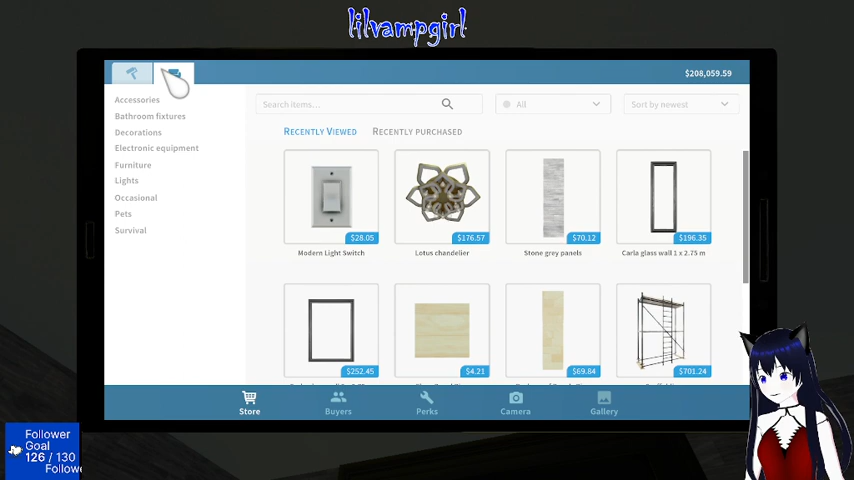 lilvampgirl
$208,059.59
Accessories
Bathroom fixtures
Decorations
Electronic equipment
Furniture
Lights
Occasional
Pets
Survival
Search items...
All
Sort by newest
RECENTLY VIEWED
RECENTLY PURCHASED
$28.05
$176.57
$70.12
$196.35
Modern Light Switch
Lotus chandelier
Stone grey panels
Carla glass wall 1 x 2.75 m
$252.45
$4.21
$69.84
$701.24
Store
Buyers
Perks
Camera
Gallery
Follower
Goal
126 / 130
Followe